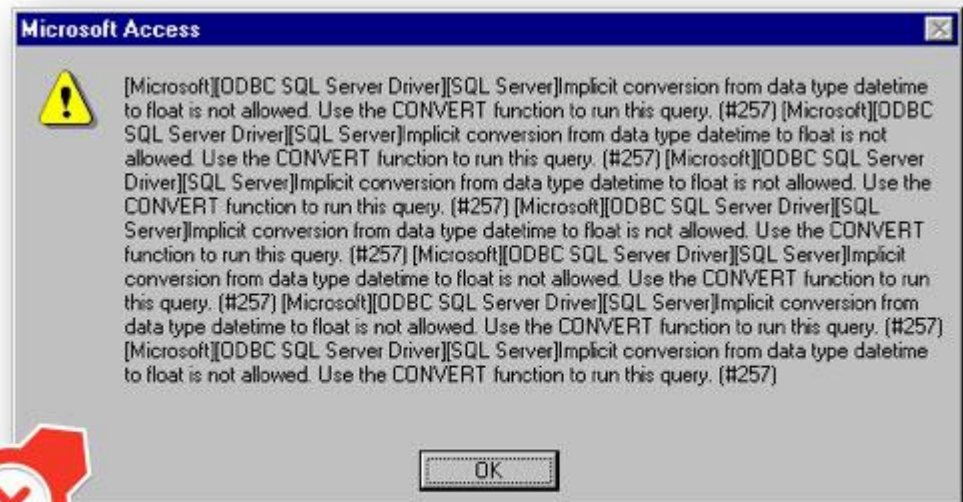 Microsoft Access
[Microsoft][ODBC SQL Server Driver][SQL Server]Implicit conversion from data type datetime
to float is not allowed. Use the CONVERT function to run this query. (#257) [Microsoft][ODBC
SQL Server Driver][SQL Server]Implicit conversion from data type datetime to float is not
allowed. Use the CONVERT function to run this query. (#257) [Microsoft][ODBC SQL Server
Driver][SQL Server]Implicit conversion from data type datetime to float is not allowed. Use the
CONVERT function to run this query. (#257) [Microsoft][ODBC SQL Server Driver][SQL
Server]Implicit conversion from data type datetime to float is not allowed. Use the CONVERT
function to run this query. (#257) [Microsoft][ODBC SQL Server Driver][SQL Server]Implicit
conversion from data type datetime to float is not allowed. Use the CONVERT function to run
this query. (#257) [Microsoft][ODBC SQL Server Driver][SQL Server]Implicit conversion from
data type datetime to float is not allowed. Use the CONVERT function to run this query. (#257)
[Microsoft][ODBC SQL Server Driver][SQL Server]Implicit conversion from data type datetime
to float is not allowed. Use the CONVERT function to run this query. (#257)
OK